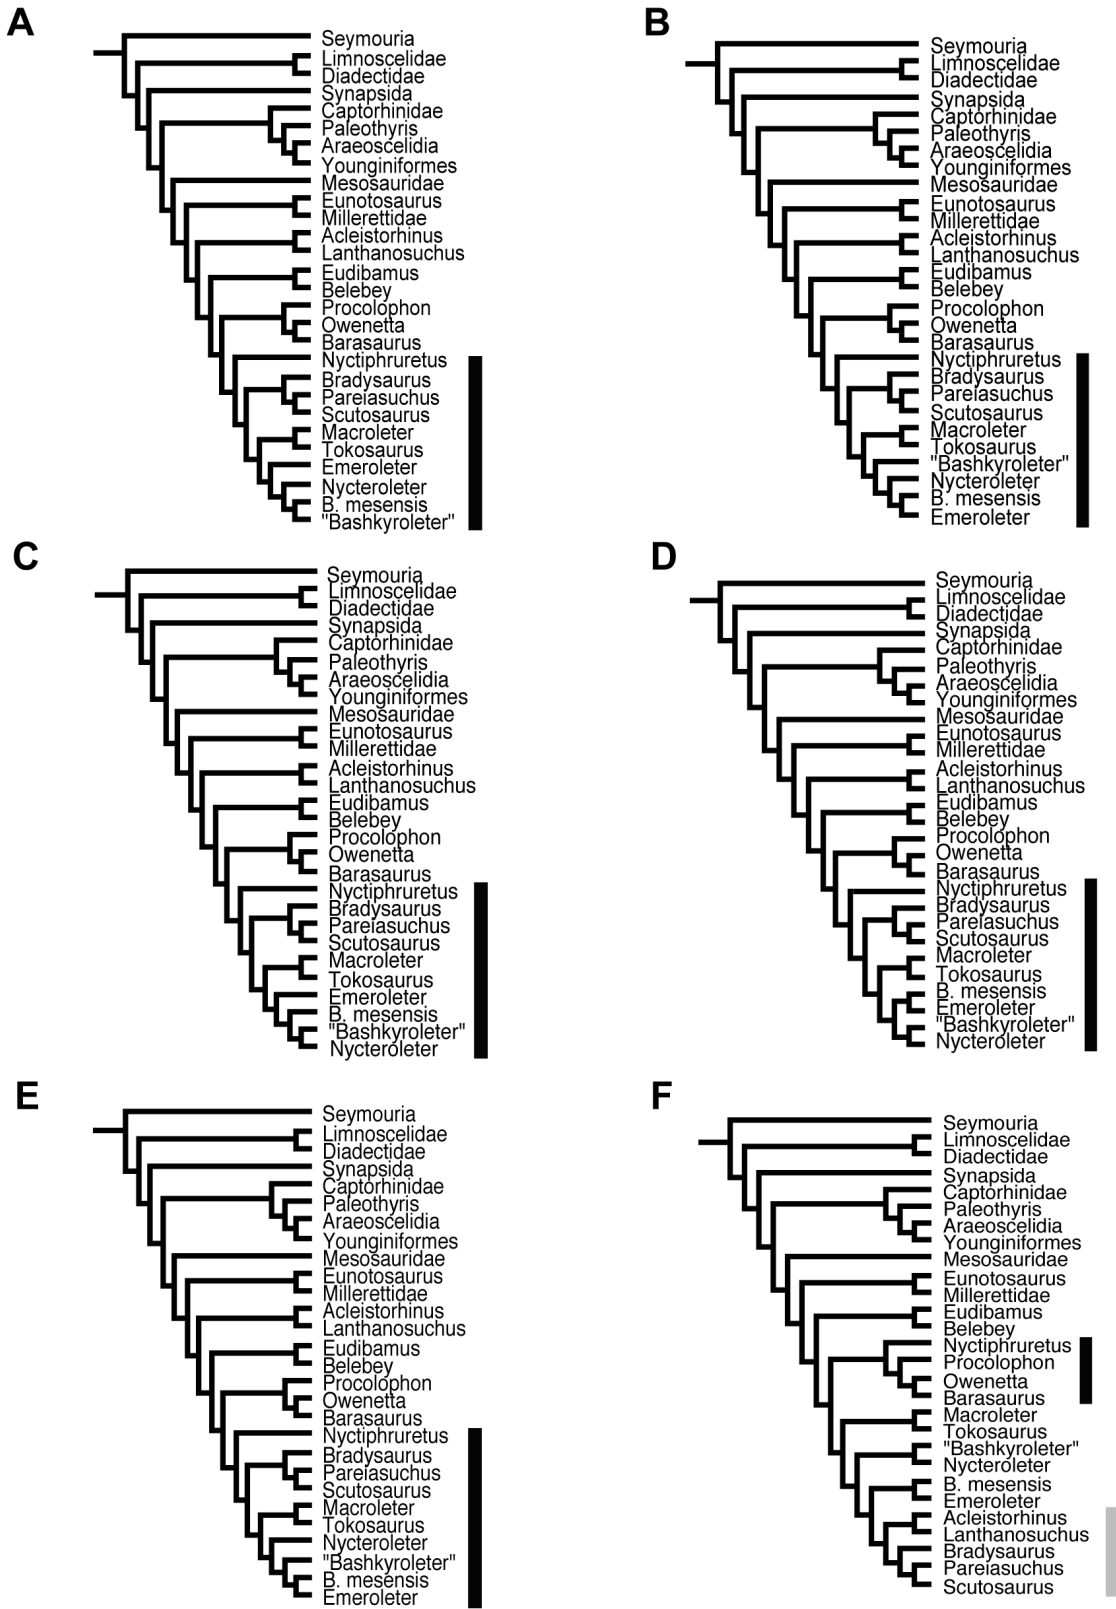 A
Seymouria
Limnoscelidae
Diadectidae
Synapsida
Captorhinidae
Paleothyris
Araeoscelidia
Younginiformes
Mesosauridae
Eunotosaurus
Millerettidae
Acleistorhinus
Lanthanosuchus
Eudibamus
Belebey
Procolophon
Owenetta
Barasaurus
Nyctiphruretus
Bradysaurus
Pareiasuchus
Scutosaurus
Macroleter
Tokosaurus
Emeroleter
Nycteroleter
B. mesensis
"Bashkyroleter"
B
Seymouria
Limnoscelidae
Diadectidae
Synapsida
Captorhinidae
Paleothyris
Araeoscelidia
Younginiformes
Mesosauridae
Eunotosaurus
Millerettidae
Acleistorhinus
Lanthanosuchus
Eudibamus
Belebey
Procolophon
Owenetta
Barasaurus
Nyctiphruretus
Bradysaurus
Pareiasuchus
Scutosaurus
Macroleter
Tokosaurus
"Bashkyroleter"
Nycteroleter
B. mesensis
Emeroleter
C
Seymouria
Limnoscelidae
Diadectidae
Synapsida
Captorhinidae
Paleothyris
Araeoscelidia
Younginiformes
Mesosauridae
Eunotosaurus
Millerettidae
Acleistorhinus
Lanthanosuchus
Eudibamus
Belebey
Procolophon
Owenetta
Barasaurus
Nyctiphruretus
Bradysaurus
Pareiasuchus
Scutosaurus
Macroleter
Tokosaurus
Emeroleter
B. mesensis
"Bashkyroleter"
Nycteroleter
D
Seymouria
Limnoscelidae
Diadectidae
Synapsida
Captorhinidae
Paleothyris
Araeoscelidia
Younginiformes
Mesosauridae
Eunotosaurus
Millerettidae
Acleistorhinus
Lanthanosuchus
Eudibamus
Belebey
Procolophon
Owenetta
Barasaurus
Nyctiphruretus
Bradysaurus
Pareiasuchus
Scutosaurus
Macroleter
Tokosaurus
B. mesensis
Emeroleter
"Bashkyroleter"
Nycteroleter
E
Seymouria
Limnoscelidae
Diadectidae
Synapsida
Captorhinidae
Paleothyris
Araeoscelidia
Younginiformes
Mesosauridae
Eunotosaurus
Millerettidae
Acleistorhinus
Lanthanosuchus
Eudibamus
Belebey
Procolophon
Owenetta
Barasaurus
Nyctiphruretus
Bradysaurus
Pareiasuchus
Scutosaurus
Macroleter
Tokosaurus
Nycteroleter
"Bashkyroleter"
B. mesensis
Emeroleter
F
Seymouria
Limnoscelidae
Diadectidae
Synapsida
Captorhinidae
Paleothyris
Araeoscelidia
Younginiformes
Mesosauridae
Eunotosaurus
Millerettidae
Eudibamus
Belebey
Nyctiphruretus
Procolophon
Owenetta
Barasaurus
Macroleter
Tokosaurus
"Bashkyroleter"
Nycteroleter
B. mesensis
Emeroleter
Acleistorhinus
Lanthanosuchus
Bradysaurus
Pareiasuchus
Scutosaurus